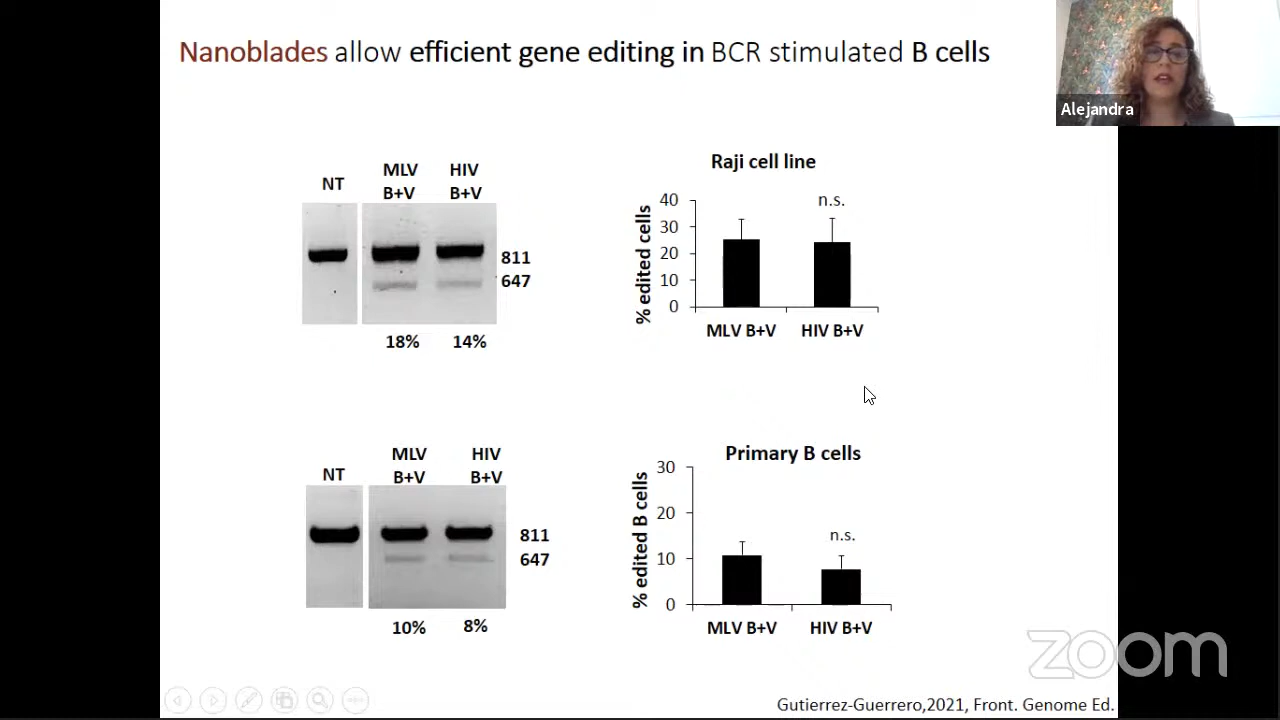 Nanoblades allow efficient gene editing in BCR stimulated B cells
Alejandra
NT
MLV
B+V
HIV
B+V
811
647
18%
14%
Raji cell line
% edited cells
40
30
20
10
0
n.s.
MLV B+V
HIV B+V
NT
MLV
B+V
HIV
B+V
811
647
10%
8%
Primary B cells
% edited B cells
30
20
10
0
n.s.
MLV B+V
HIV B+V
zoom
Gutierrez-Guerrero,2021, Front. Genome Ed.